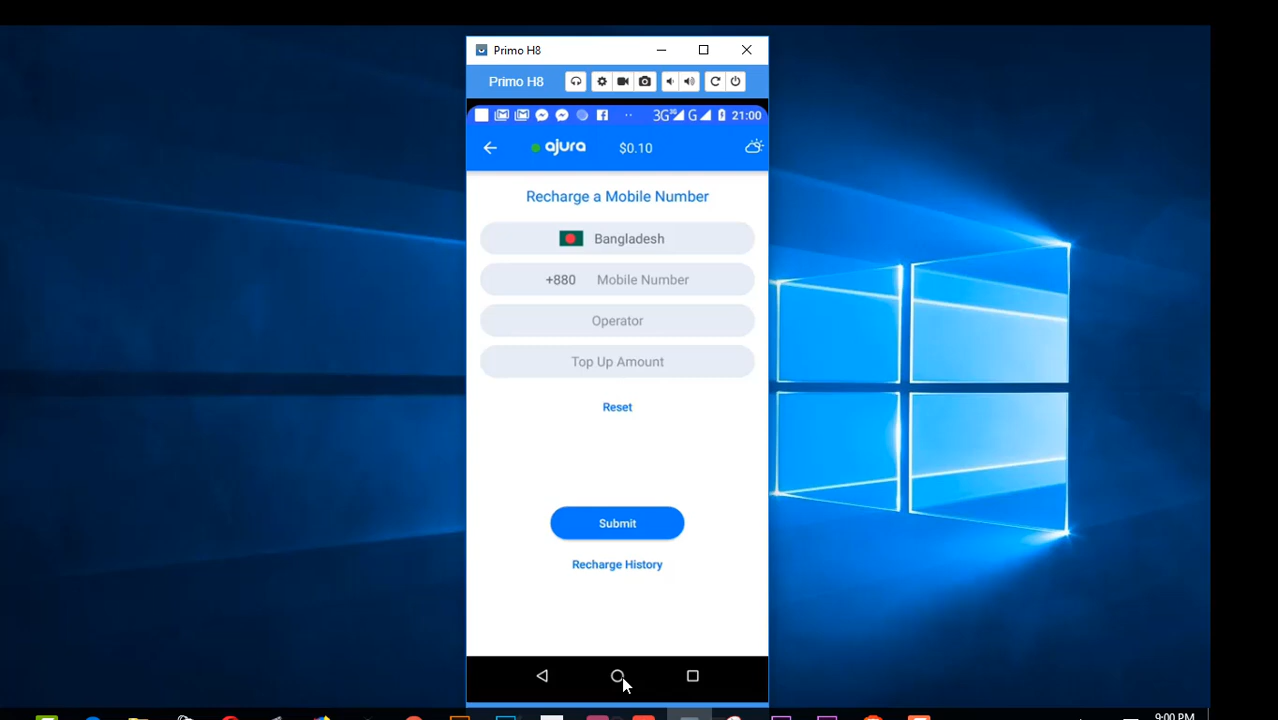 Primo H8
Primo H8
3G G 21:00
ajura $0.10
Recharge a Mobile Number
Bangladesh
+880 Mobile Number
Operator
Top Up Amount
Reset
Submit
Recharge History
9:00 PM